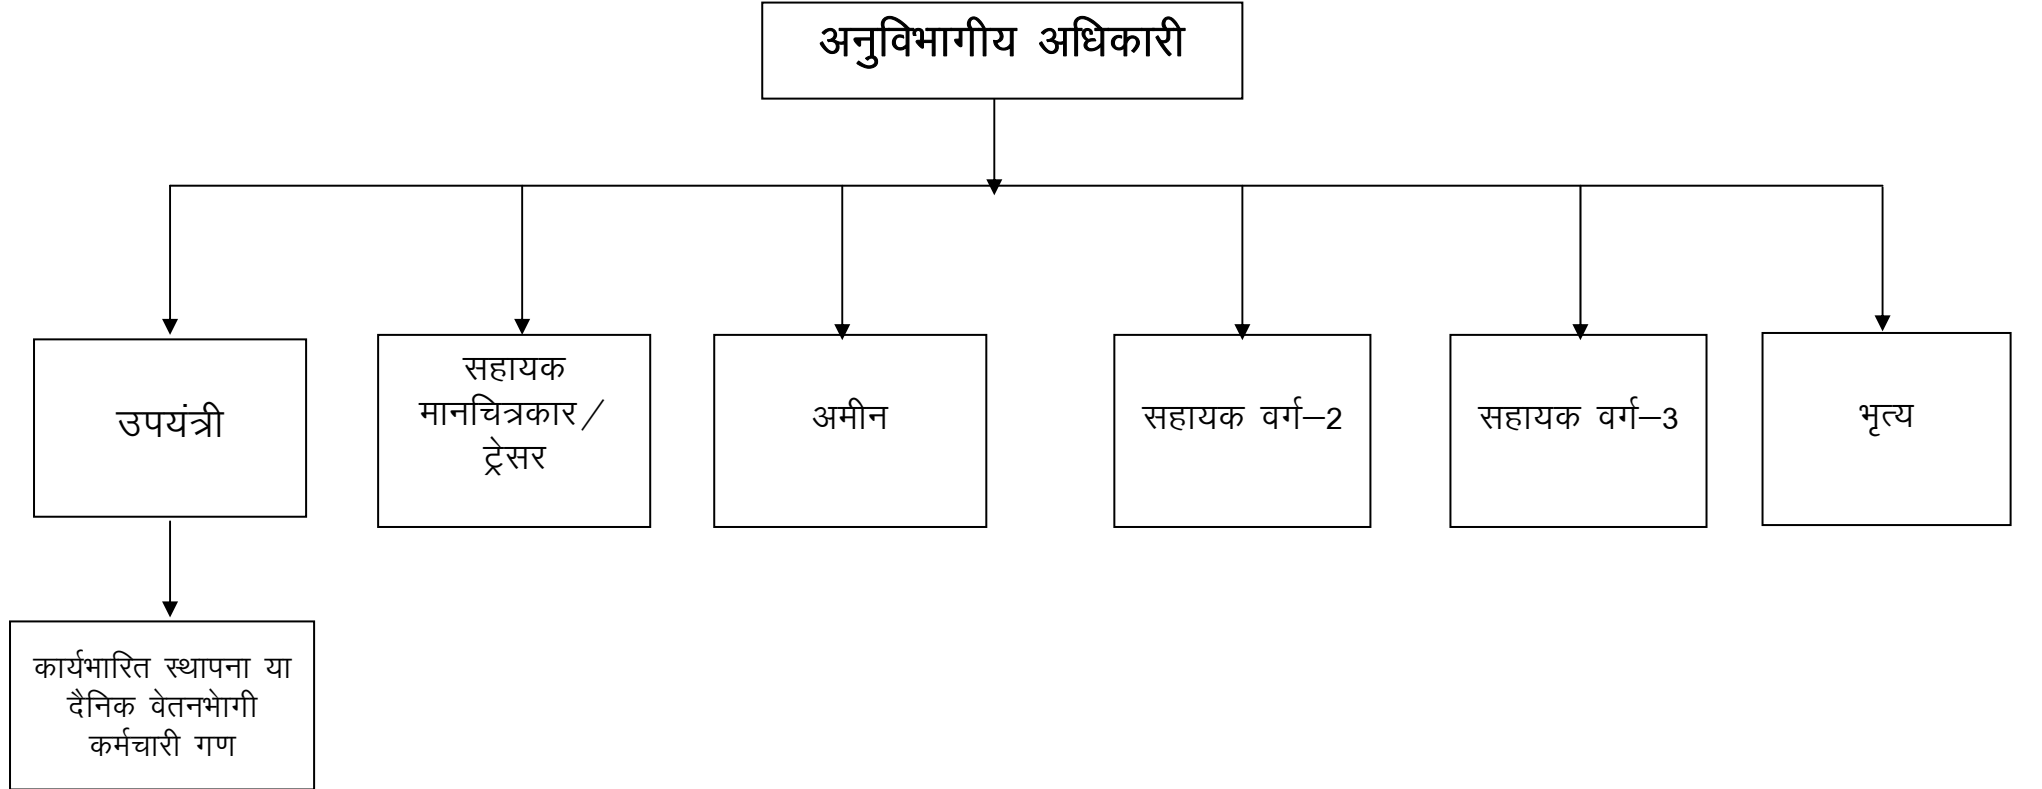 अनुविभागीय अधिकारी
उपयंत्री
सहायक
मानचित्रकार/
ट्रेसर
अमीन
सहायक वर्ग–2
सहायक वर्ग–3
भृत्य
कार्यभारित स्थापना या
दैनिक वेतनभेागी
कर्मचारी गण